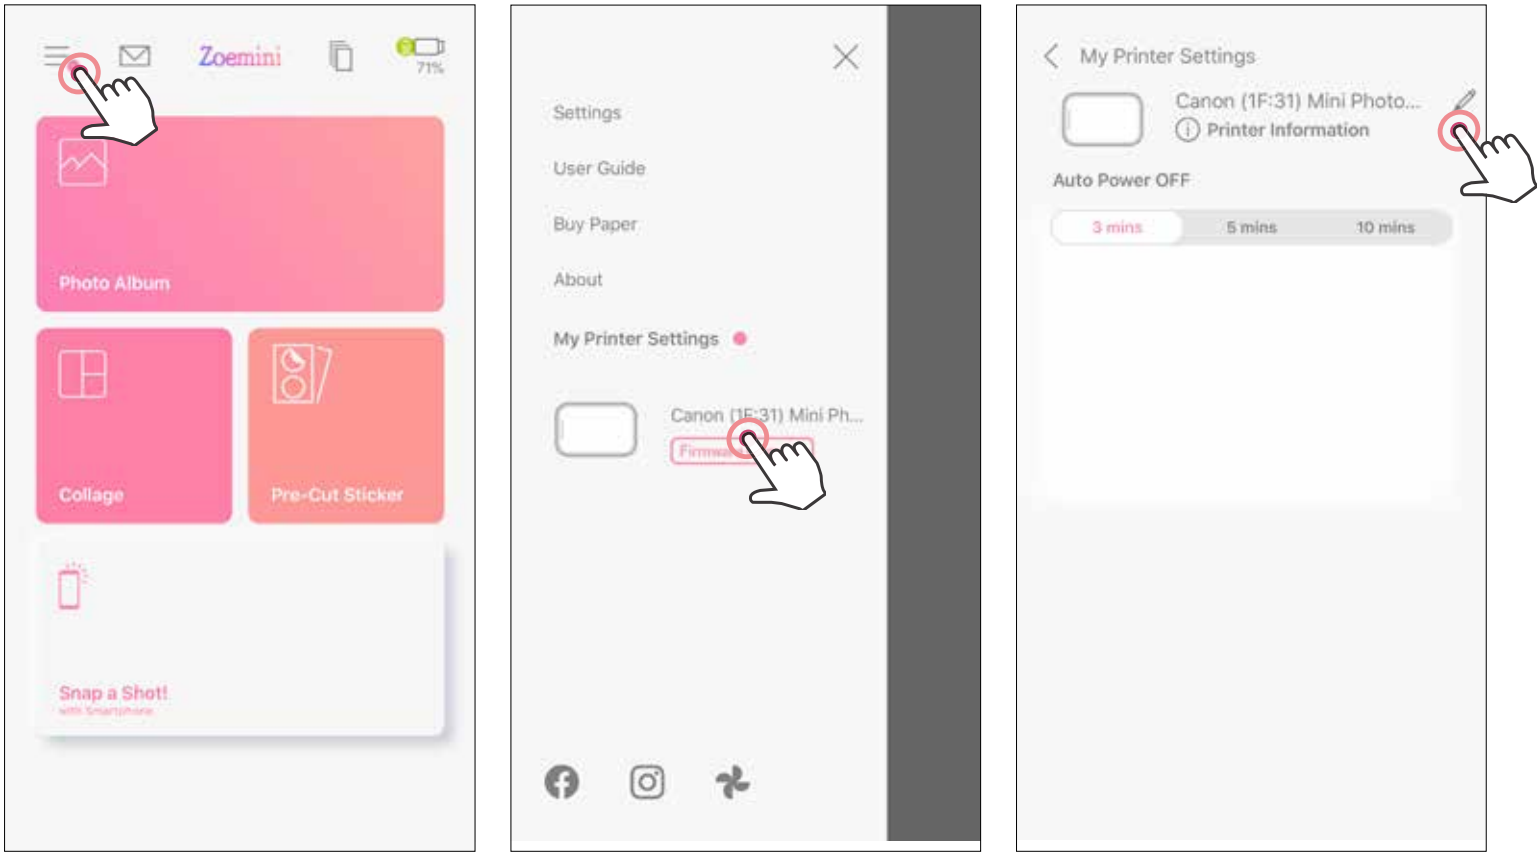 Zoemini
71%
Photo Album
Collage
Pre-Cut Sticker
Snap a Shot!
with Smartphone
Settings
User Guide
Buy Paper
About
My Printer Settings
Canon (1F:31) Mini Ph...
My Printer Settings
Canon (1F:31) Mini Photo...
Printer Information
Auto Power OFF
3 mins 5 mins 10 mins